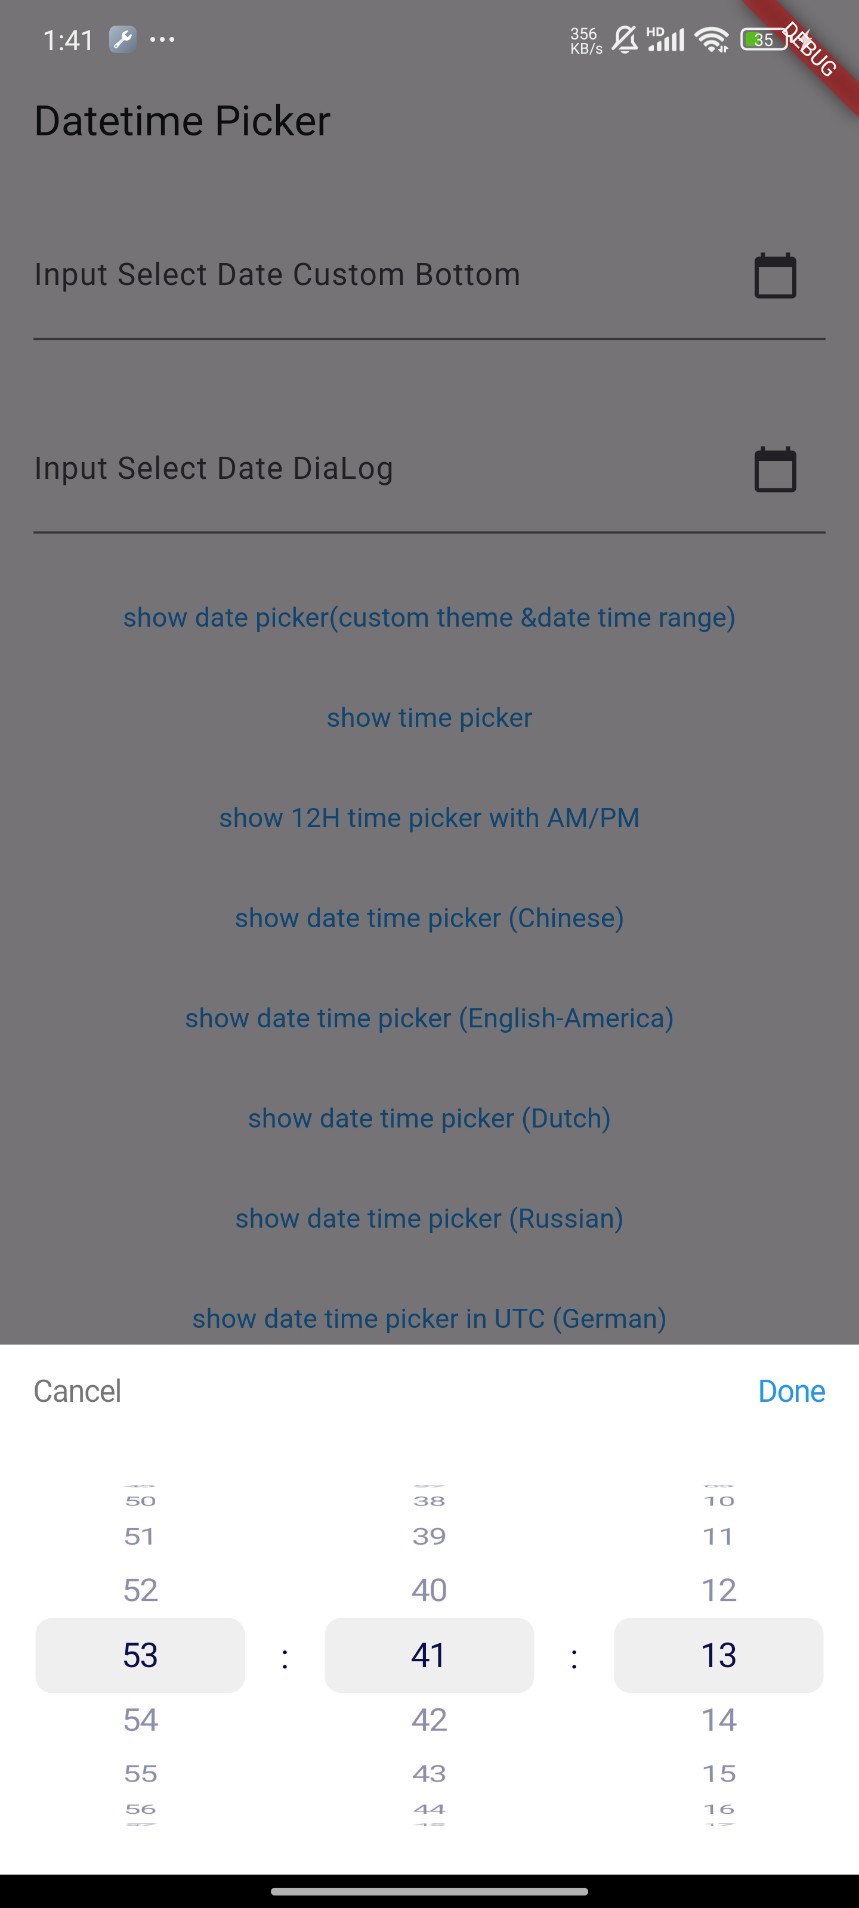 1:41
356 KB/s
HD
35
DEBUG
Datetime Picker
Input Select Date Custom Bottom
Input Select Date DiaLog
show date picker(custom theme &date time range)
show time picker
show 12H time picker with AM/PM
show date time picker (Chinese)
show date time picker (English-America)
show date time picker (Dutch)
show date time picker (Russian)
show date time picker in UTC (German)
Cancel Done
50 38 10
51 39 11
52 40 12
53 : 41 : 13
54 42 14
55 43 15
56 44 16